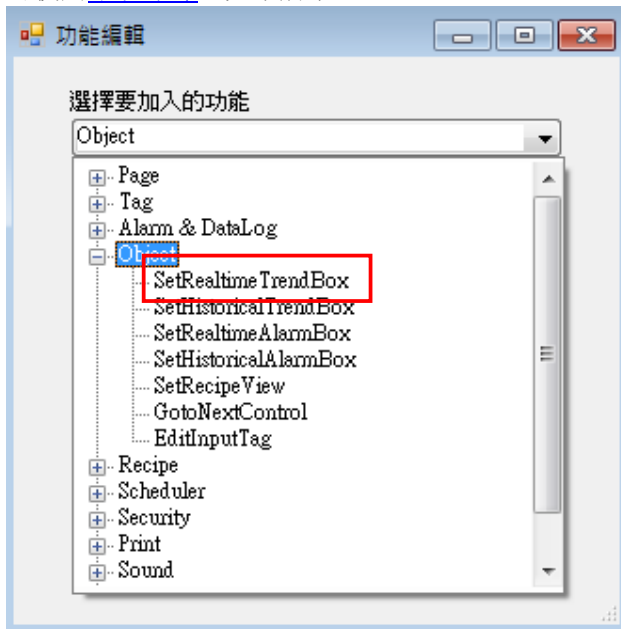 功能編輯
選擇要加入的功能
Object
Page
Tag
Alarm & DataLog
Object
SetRealtimeTrendBox
SetHistoricalTrendBox
SetRealtimeAlarmBox
SetHistoricalAlarmBox
SetRecipeView
GotoNextControl
EditInputTag
Recipe
Scheduler
Security
Print
Sound